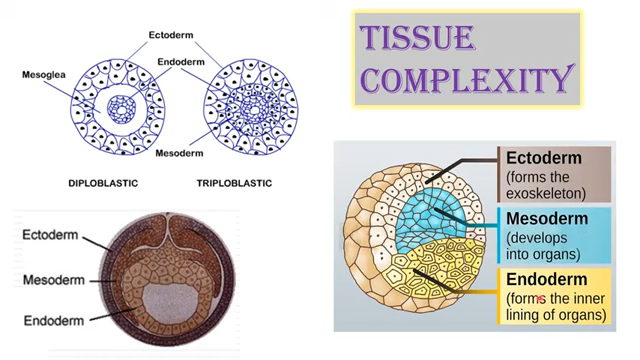 TISSUE
COMPLEXITY
Ectoderm
Endoderm
Mesoglea
Mesoderm
DIPLOBLASTIC
TRIPLOBLASTIC
Ectoderm
Mesoderm
Endoderm
Ectoderm
(forms the
exoskeleton)
Mesoderm
(develops
into organs)
Endoderm
(forms the inner
lining of organs)